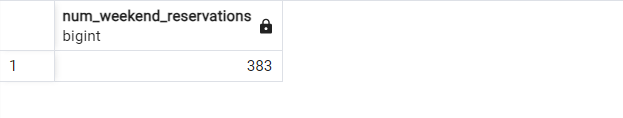 num_weekend_reservations
bigint
1 383